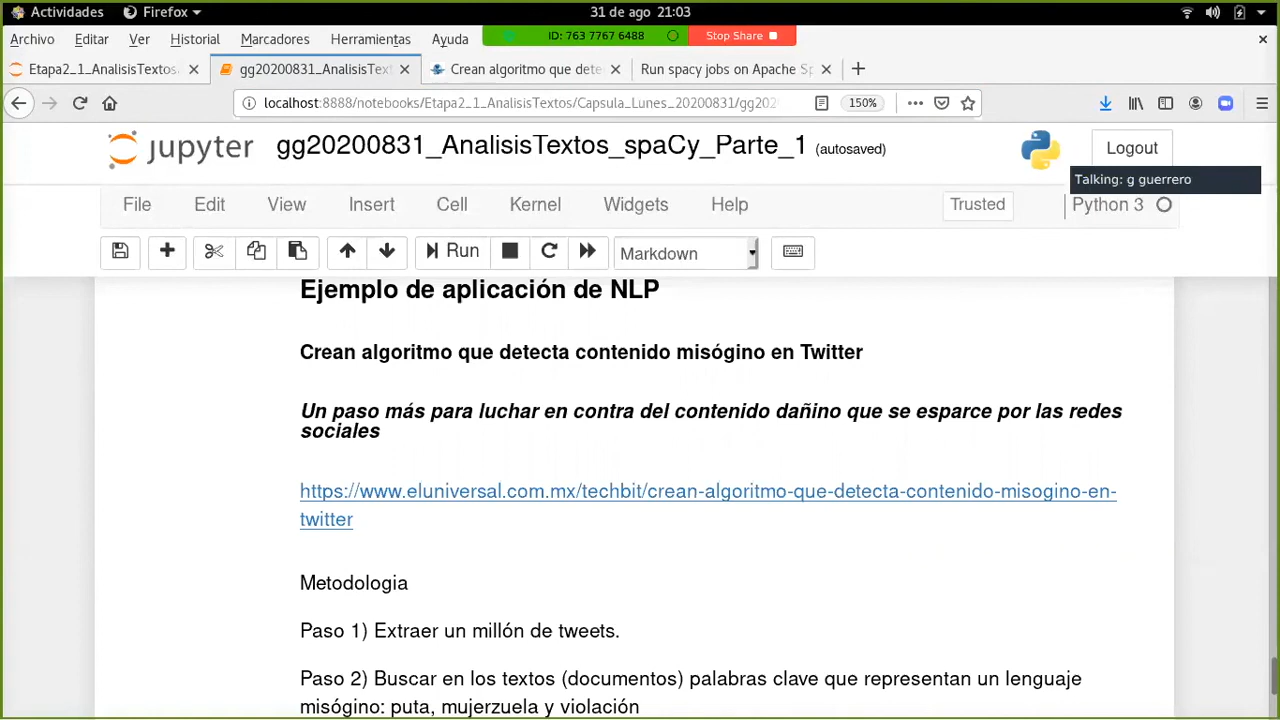 Actividades Firefox 31 de ago 21:03
Archivo Editar Ver Historial Marcadores Herramientas Ayuda ID: 763 7767 6488 Stop Share
Etapa2_1_AnalisisTextos gg20200831_AnalisisText Crean algoritmo que dete Run spacy jobs on Apache Sp
localhost:8888/notebooks/Etapa2_1_AnalisisTextos/Capsula_Lunes_20200831/gg202 150%
jupyter gg20200831_AnalisisTextos_spaCy_Parte_1 (autosaved) Logout
Talking: g guerrero
File Edit View Insert Cell Kernel Widgets Help Trusted Python 3
Run Markdown
Ejemplo de aplicación de NLP
Crean algoritmo que detecta contenido misógino en Twitter
Un paso más para luchar en contra del contenido dañino que se esparce por las redes
sociales
https://www.eluniversal.com.mx/techbit/crean-algoritmo-que-detecta-contenido-misogino-en-
twitter
Metodologia
Paso 1) Extraer un millón de tweets.
Paso 2) Buscar en los textos (documentos) palabras clave que representan un lenguaje
misógino: puta, mujerzuela y violación